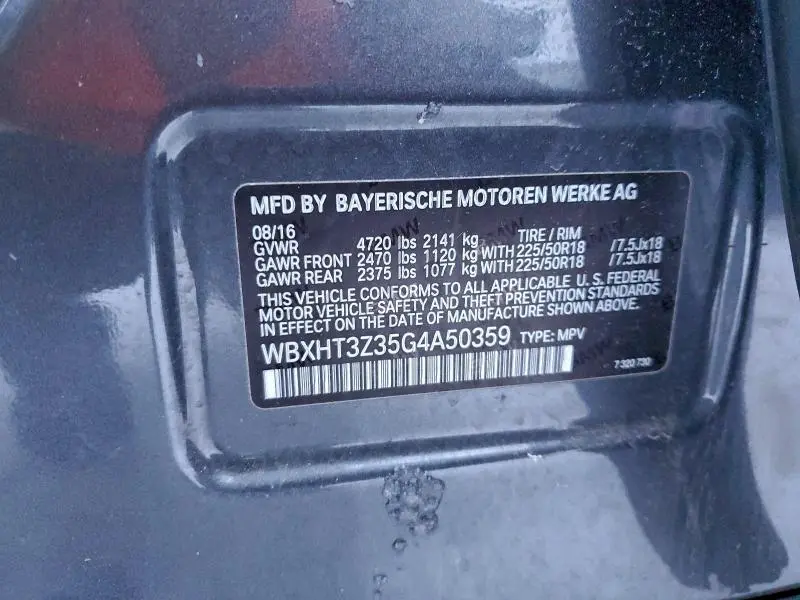 MFD BY BAYERISCHE MOTOREN WERKE AG
08/16 TIRE / RIM
GVWR 4720 lbs 2141 kg
GAWR FRONT 2470 lbs 1120 kg WITH 225/50R18 /7.5Jx18
GAWR REAR 2375 lbs 1077 kg WITH 225/50R18 /7.5Jx18
THIS VEHICLE CONFORMS TO ALL APPLICABLE U.S. FEDERAL
MOTOR VEHICLE SAFETY AND THEFT PREVENTION STANDARDS
IN EFFECT ON THE DATE OF MANUFACTURE SHOWN ABOVE.
WBXHT3Z35G4A50359 TYPE: MPV
7 320 730